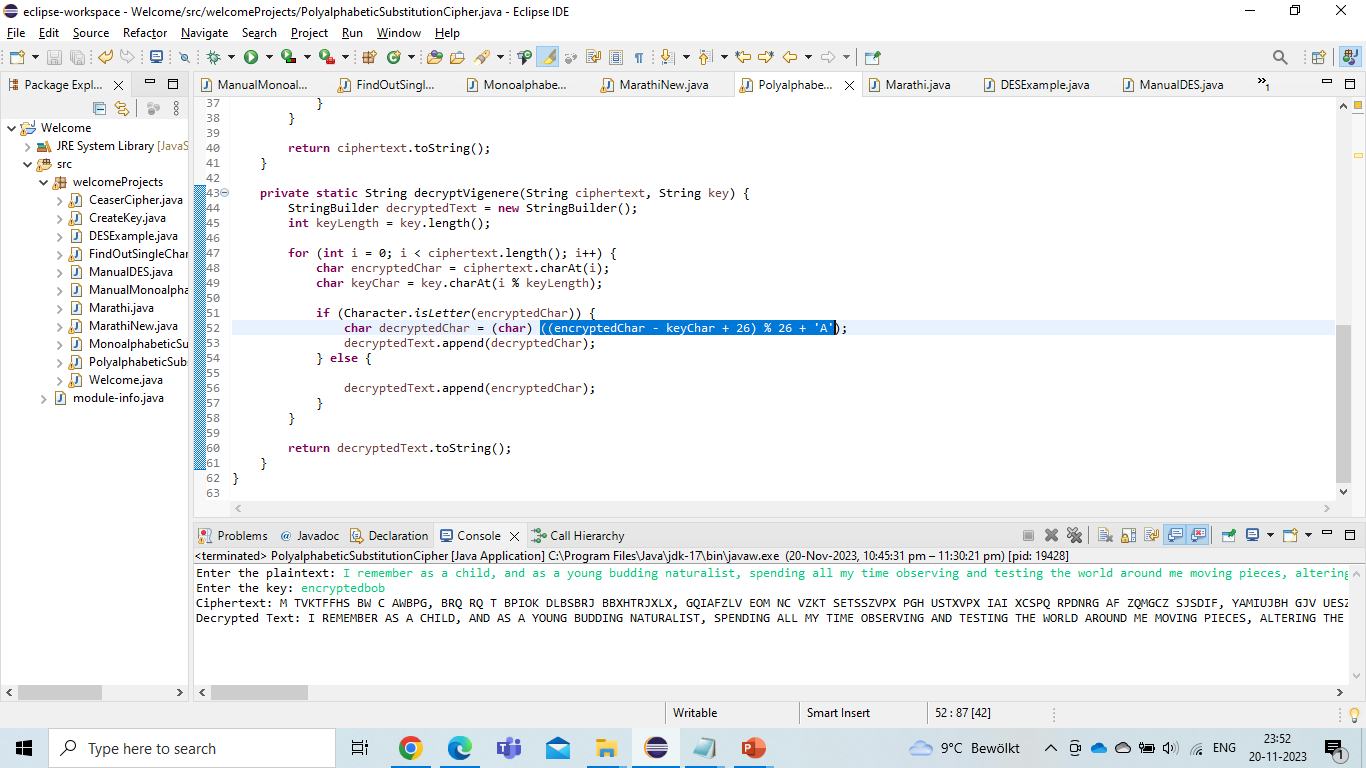 eclipse-workspace - Welcome/src/welcomeProjects/PolyalphabeticSubstitutionCipher.java - Eclipse IDE
File Edit Source Refactor Navigate Search Project Run Window Help
Package Expl...
ManualMonoal... FindOutSingl... Monoalphabe... MarathiNew.java Polyalphabe... Marathi.java DESExample.java ManualDES.java »1
Welcome
JRE System Library [JavaS
src
welcomeProjects
CeaserCipher.java
CreateKey.java
DESExample.java
FindOutSingleChar
ManualDES.java
ManualMonoalpha
Marathi.java
MarathiNew.java
MonoalphabeticSu
PolyalphabeticSub
Welcome.java
module-info.java
37 }
38 }
39
40 return ciphertext.toString();
41 }
42
43 private static String decryptVigenere(String ciphertext, String key) {
44 StringBuilder decryptedText = new StringBuilder();
45 int keyLength = key.length();
46
47 for (int i = 0; i < ciphertext.length(); i++) {
48 char encryptedChar = ciphertext.charAt(i);
49 char keyChar = key.charAt(i % keyLength);
50
51 if (Character.isLetter(encryptedChar)) {
52 char decryptedChar = (char) ((encryptedChar - keyChar + 26) % 26 + 'A');
53 decryptedText.append(decryptedChar);
54 } else {
55
56 decryptedText.append(encryptedChar);
57 }
58 }
59
60 return decryptedText.toString();
61 }
62 }
63
Problems @ Javadoc Declaration Console Call Hierarchy
<terminated> PolyalphabeticSubstitutionCipher [Java Application] C:\Program Files\Java\jdk-17\bin\javaw.exe (20-Nov-2023, 10:45:31 pm – 11:30:21 pm) [pid: 19428]
Enter the plaintext: I remember as a child, and as a young budding naturalist, spending all my time observing and testing the world around me moving pieces, altering
Enter the key: encryptedbob
Ciphertext: M TVKTFFHS BW C AWBPG, BRQ RQ T BPIOK DLBSBRJ BBXHTRJXLX, GQIAFZLV EOM NC VZKT SETSSZVPX PGH USTXVPX IAI XCSPQ RPDNRG AF ZQMGCZ SJSDIF, YAMIUJBH GJV UESZ
Decrypted Text: I REMEMBER AS A CHILD, AND AS A YOUNG BUDDING NATURALIST, SPENDING ALL MY TIME OBSERVING AND TESTING THE WORLD AROUND ME MOVING PIECES, ALTERING THE
Writable Smart Insert 52 : 87 [42]
Type here to search 9°C Bewölkt ENG 23:52
20-11-2023 1